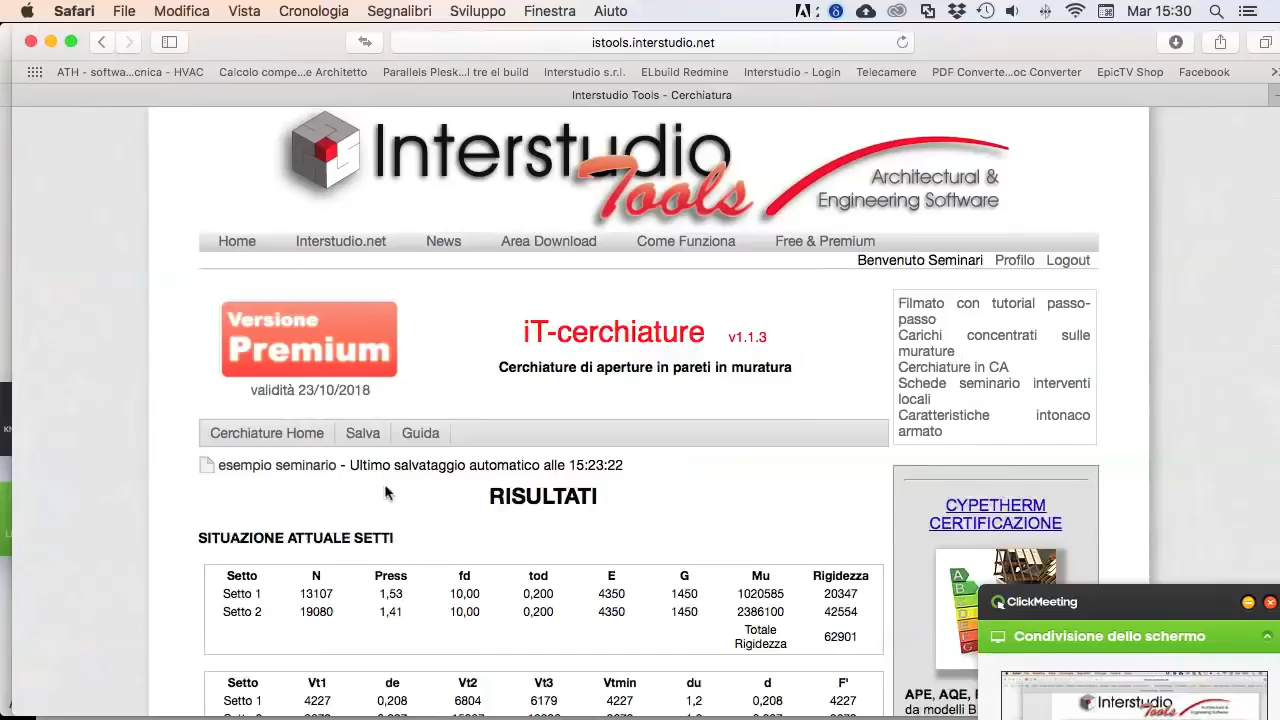 Safari File Modifica Vista Cronologia Segnalibri Sviluppo Finestra Aiuto Mar 15:30
istools.interstudio.net
ATH - softwa...cnica - HVAC Calcolo compe...e Architetto Parallels Plesk...l tre el build Interstudio s.r.l. ELbuild Redmine Interstudio - Login Telecamere PDF Converte...oc Converter EpicTV Shop Facebook
Interstudio Tools - Cerchiatura
Interstudio
Tools
Architectural &
Engineering Software
Home Interstudio.net News Area Download Come Funziona Free & Premium
Benvenuto Seminari Profilo Logout
Versione
Premium
validità 23/10/2018
iT-cerchiature v1.1.3
Cerchiature di aperture in pareti in muratura
Filmato con tutorial passo-
passo
Carichi concentrati sulle
murature
Cerchiature in CA
Schede seminario interventi
locali
Caratteristiche intonaco
armato
Cerchiature Home Salva Guida
esempio seminario - Ultimo salvataggio automatico alle 15:23:22
RISULTATI
SITUAZIONE ATTUALE SETTI
Setto N Press fd tod E G Mu Rigidezza
Setto 1 13107 1,53 10,00 0,200 4350 1450 1020585 20347
Setto 2 19080 1,41 10,00 0,200 4350 1450 2386100 42554
Totale
Rigidezza 62901
Setto Vt1 de Vt2 Vt3 Vtmin du d F'
Setto 1 4227 0,208 6804 6179 4227 1,2 0,208 4227
CYPETHERM
CERTIFICAZIONE
A
B
C
APE, AQE,
da modelli B
ClickMeeting
Condivisione dello schermo
Interstudio